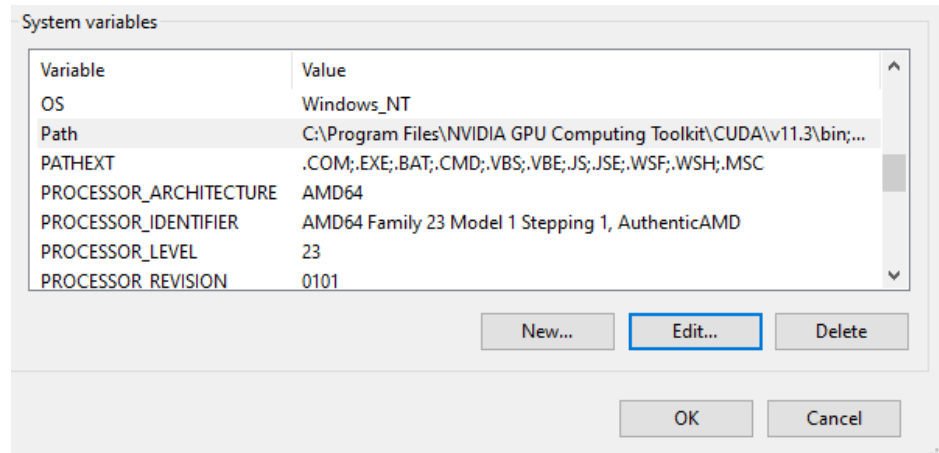 System variables
Variable Value
OS Windows_NT
Path C:\Program Files\NVIDIA GPU Computing Toolkit\CUDA\v11.3\bin;...
PATHEXT .COM;.EXE;.BAT;.CMD;.VBS;.VBE;.JS;.JSE;.WSF;.WSH;.MSC
PROCESSOR_ARCHITECTURE AMD64
PROCESSOR_IDENTIFIER AMD64 Family 23 Model 1 Stepping 1, AuthenticAMD
PROCESSOR_LEVEL 23
PROCESSOR_REVISION 0101
New... Edit... Delete
OK Cancel